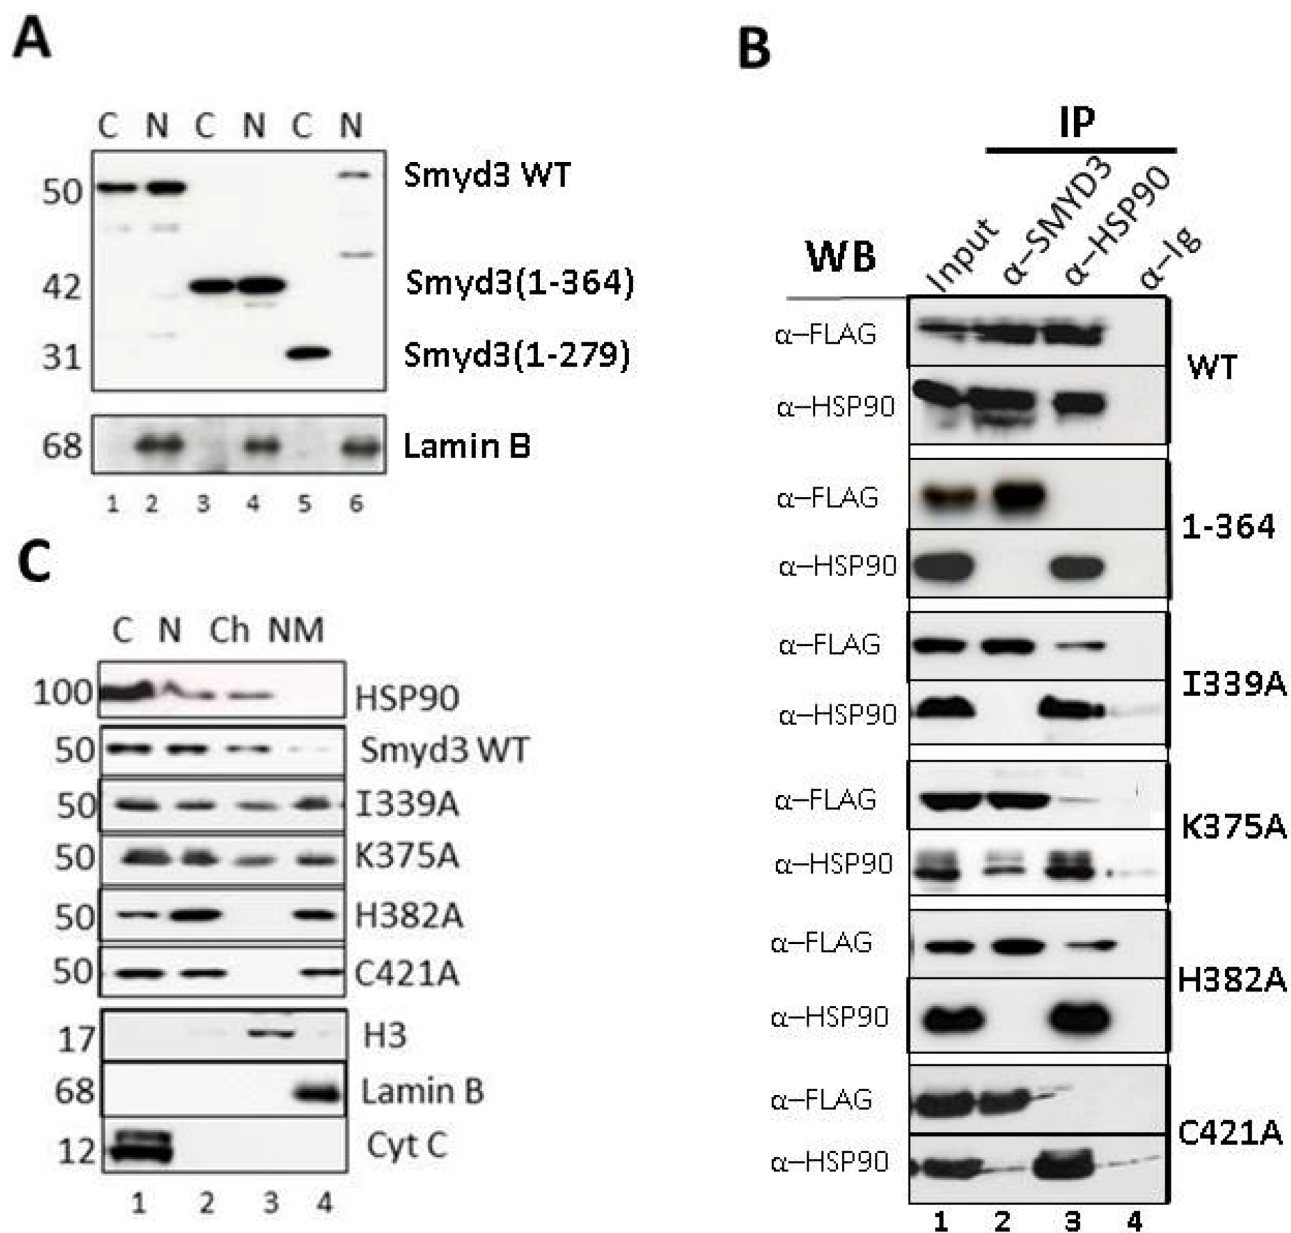 A
C N C N C N
50 Smyd3 WT
42 Smyd3(1-364)
31 Smyd3(1-279)
68 Lamin B
1 2 3 4 5 6
B
IP
WB Input α-SMYD3 α-HSP90 α-Ig
α-FLAG
α-HSP90
WT
α-FLAG
α-HSP90
1-364
α-FLAG
α-HSP90
I339A
α-FLAG
α-HSP90
K375A
α-FLAG
α-HSP90
H382A
α-FLAG
α-HSP90
C421A
1 2 3 4
C
C N Ch NM
100 HSP90
50 Smyd3 WT
50 I339A
50 K375A
50 H382A
50 C421A
17 H3
68 Lamin B
12 Cyt C
1 2 3 4